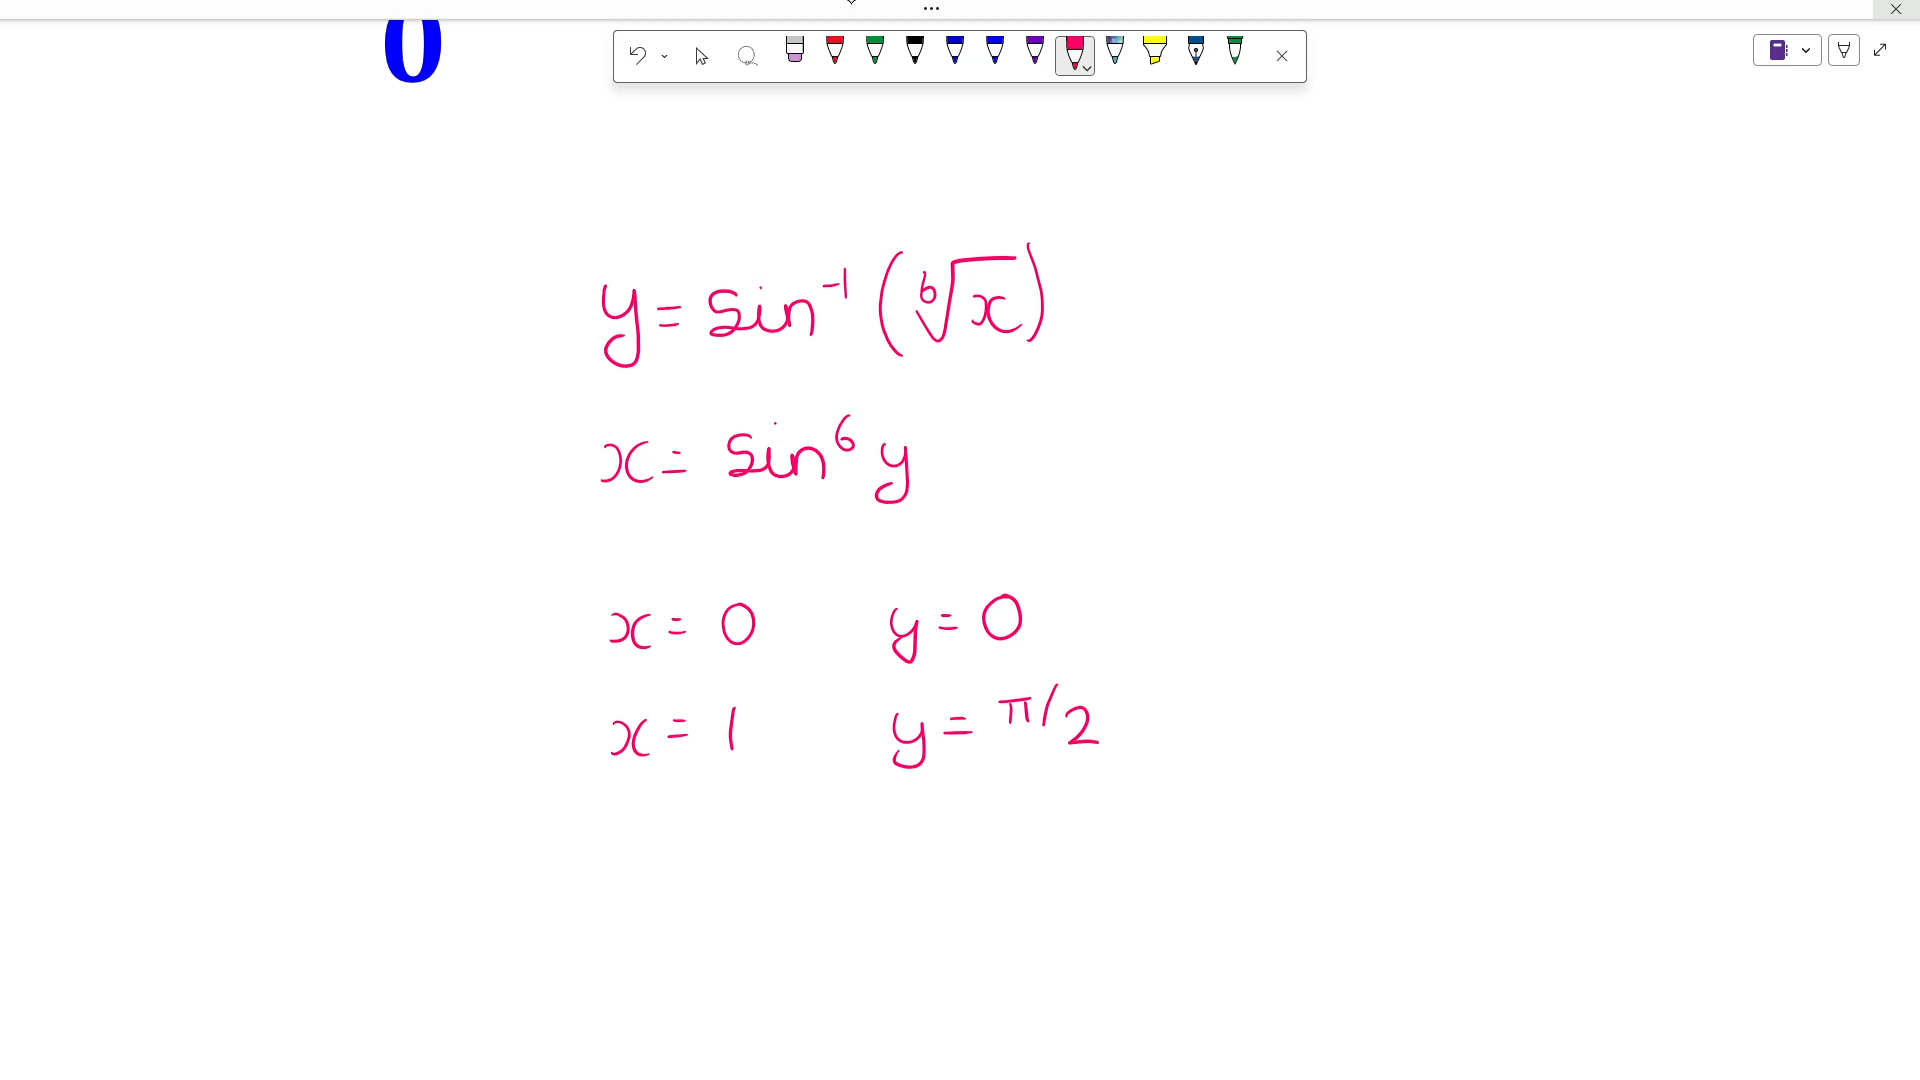 0
y = sin⁻¹ (⁶√x)
x = sin⁶ y
x = 0 y = 0
x = 1 y = π/2